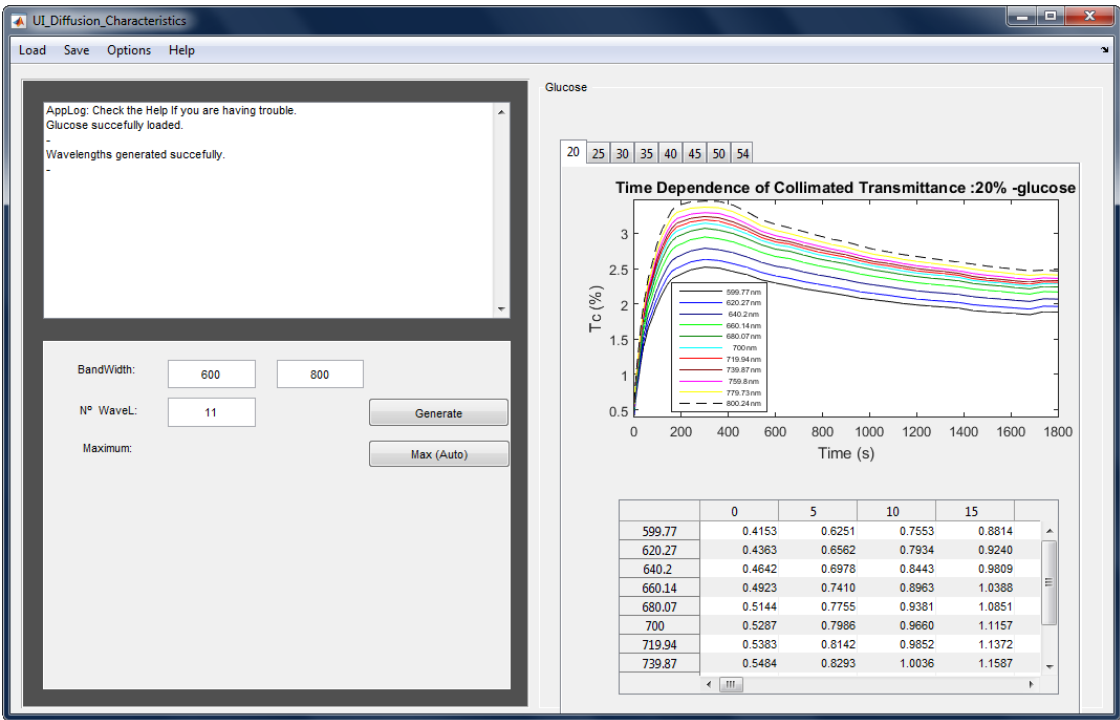 UI_Diffusion_Characteristics
Load Save Options Help
AppLog: Check the Help If you are having trouble.
Glucose succefully loaded.
-
Wavelengths generated succefully.
-
BandWidth: 600 800
Nº WaveL: 11 Generate
Maximum: Max (Auto)
Glucose
20 25 30 35 40 45 50 54
Time Dependence of Collimated Transmittance :20% -glucose
Tc (%)
3
2.5
2
1.5
1
0.5
599.77nm
620.27nm
640.2nm
660.14nm
680.07nm
700nm
719.94nm
739.87nm
759.8nm
779.73nm
800.24nm
0 200 400 600 800 1000 1200 1400 1600 1800
Time (s)
0 5 10 15
599.77 0.4153 0.6251 0.7553 0.8814
620.27 0.4363 0.6562 0.7934 0.9240
640.2 0.4642 0.6978 0.8443 0.9809
660.14 0.4923 0.7410 0.8963 1.0388
680.07 0.5144 0.7755 0.9381 1.0851
700 0.5287 0.7986 0.9660 1.1157
719.94 0.5383 0.8142 0.9852 1.1372
739.87 0.5484 0.8293 1.0036 1.1587